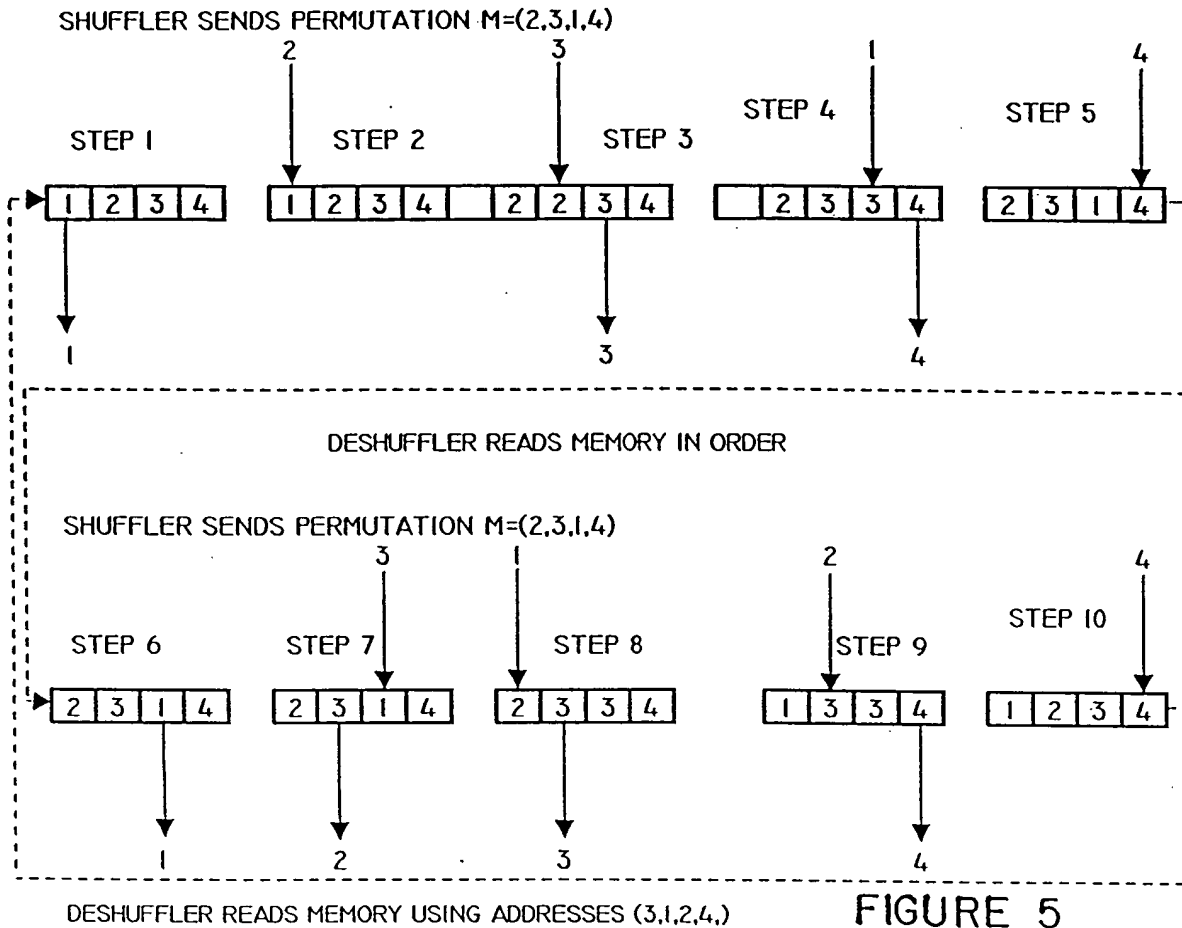 SHUFFLER SENDS PERMUTATION M=(2,3,1,4)
2 3 1 4
STEP 1 STEP 2 STEP 3 STEP 4 STEP 5
1 2 3 4 1 2 3 4 2 2 3 4 2 3 3 4 2 3 1 4
1 3 4
DESHUFFLER READS MEMORY IN ORDER
SHUFFLER SENDS PERMUTATION M=(2,3,1,4)
3 1 2 4
STEP 6 STEP 7 STEP 8 STEP 9 STEP 10
2 3 1 4 2 3 1 4 2 3 3 4 1 3 3 4 1 2 3 4
1 2 3 4
DESHUFFLER READS MEMORY USING ADDRESSES (3,1,2,4,)
FIGURE 5